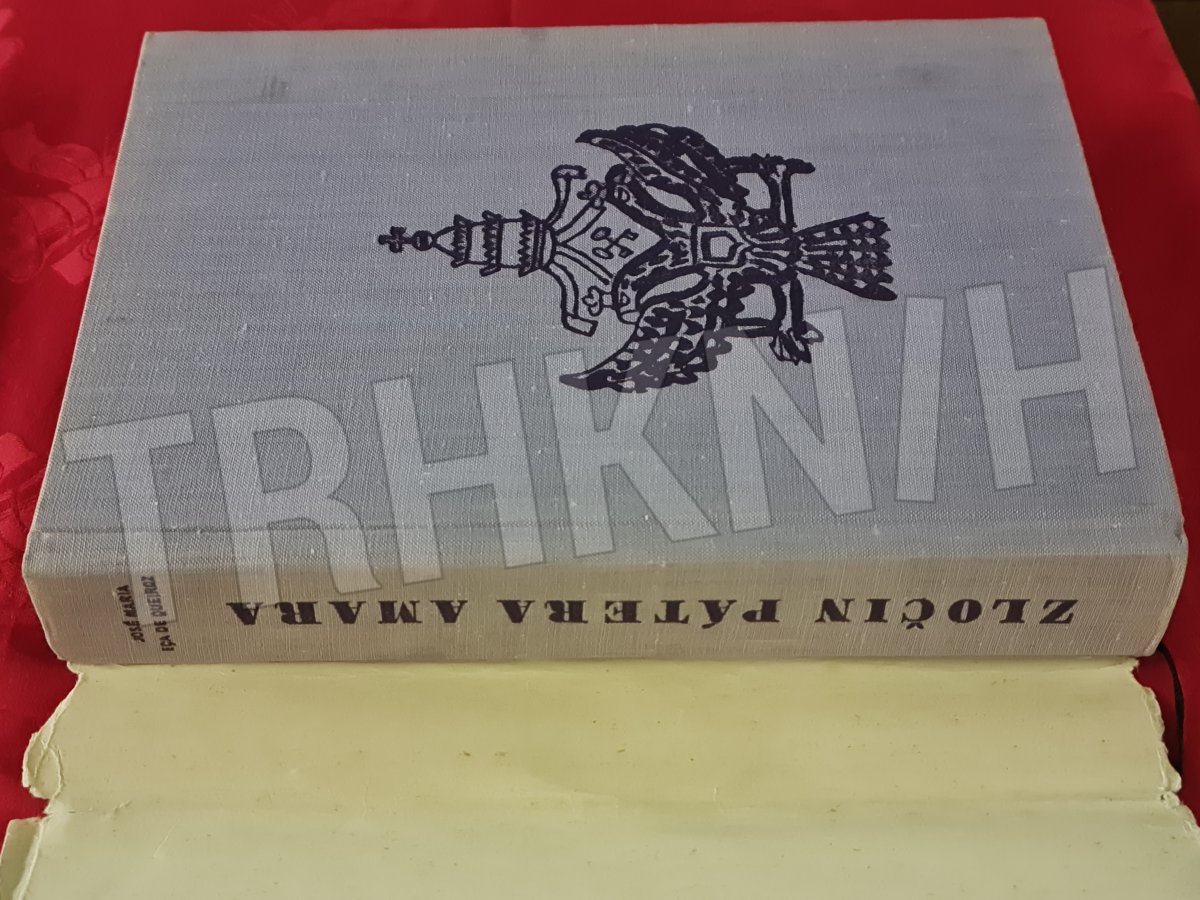 JOSÉ MARIA
EÇA DE QUEIROZ
ZLOČIN PÁTERA AMARA
TRHKNIH